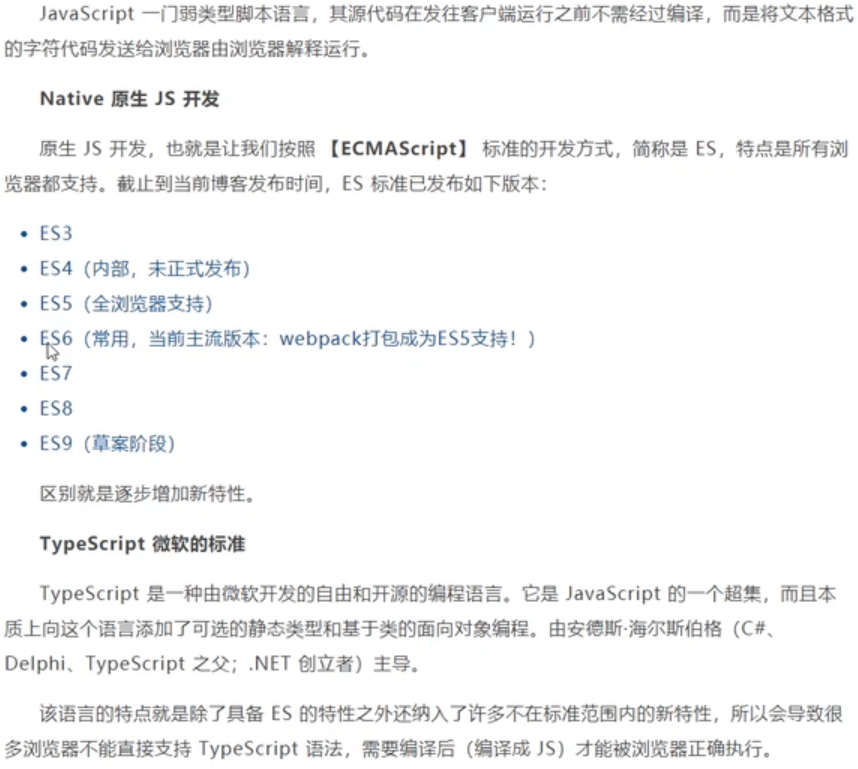 JavaScript 一门弱类型脚本语言，其源代码在发往客户端运行之前不需经过编译，而是将文本格式
的字符代码发送给浏览器由浏览器解释运行。
Native 原生 JS 开发
原生 JS 开发，也就是让我们按照 【ECMAScript】 标准的开发方式，简称是 ES，特点是所有浏
览器都支持。截止到当前博客发布时间，ES 标准已发布如下版本：
• ES3
• ES4（内部，未正式发布）
• ES5（全浏览器支持）
• ES6（常用，当前主流版本：webpack打包成为ES5支持！）
• ES7
• ES8
• ES9（草案阶段）
区别就是逐步增加新特性。
TypeScript 微软的标准
TypeScript 是一种由微软开发的自由和开源的编程语言。它是 JavaScript 的一个超集，而且本
质上向这个语言添加了可选的静态类型和基于类的面向对象编程。由安德斯·海尔斯伯格（C#、
Delphi、TypeScript 之父；.NET 创立者）主导。
该语言的特点就是除了具备 ES 的特性之外还纳入了许多不在标准范围内的新特性，所以会导致很
多浏览器不能直接支持 TypeScript 语法，需要编译后（编译成 JS）才能被浏览器正确执行。